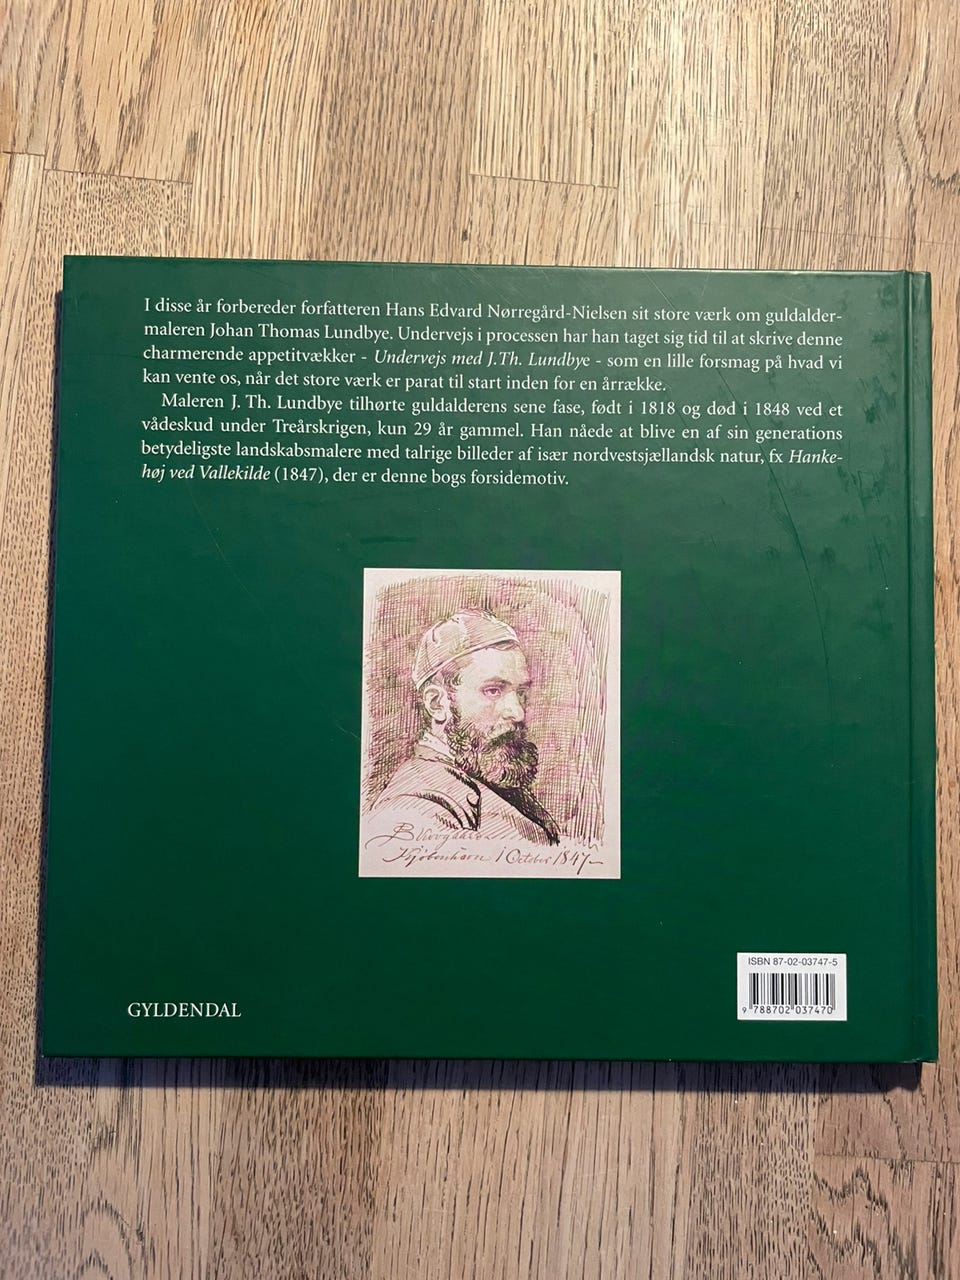 I disse år forbereder forfatteren Hans Edvard Nørregård-Nielsen sit store værk om guldalder-
maleren Johan Thomas Lundbye. Undervejs i processen har han taget sig tid til at skrive denne
charmerende appetitvækker - Undervejs med J.Th. Lundbye - som en lille forsmag på hvad vi
kan vente os, når det store værk er parat til start inden for en årrække.
Maleren J. Th. Lundbye tilhørte guldalderens sene fase, født i 1818 og død i 1848 ved et
vådeskud under Treårskrigen, kun 29 år gammel. Han nåede at blive en af sin generations
betydeligste landskabsmalere med talrige billeder af især nordvestsjællandsk natur, fx Hanke-
høj ved Vallekilde (1847), der er denne bogs forsidemotiv.
Kjøbenhavn i October 1847
ISBN 87-02-03747-5
9 788702 037470
GYLDENDAL